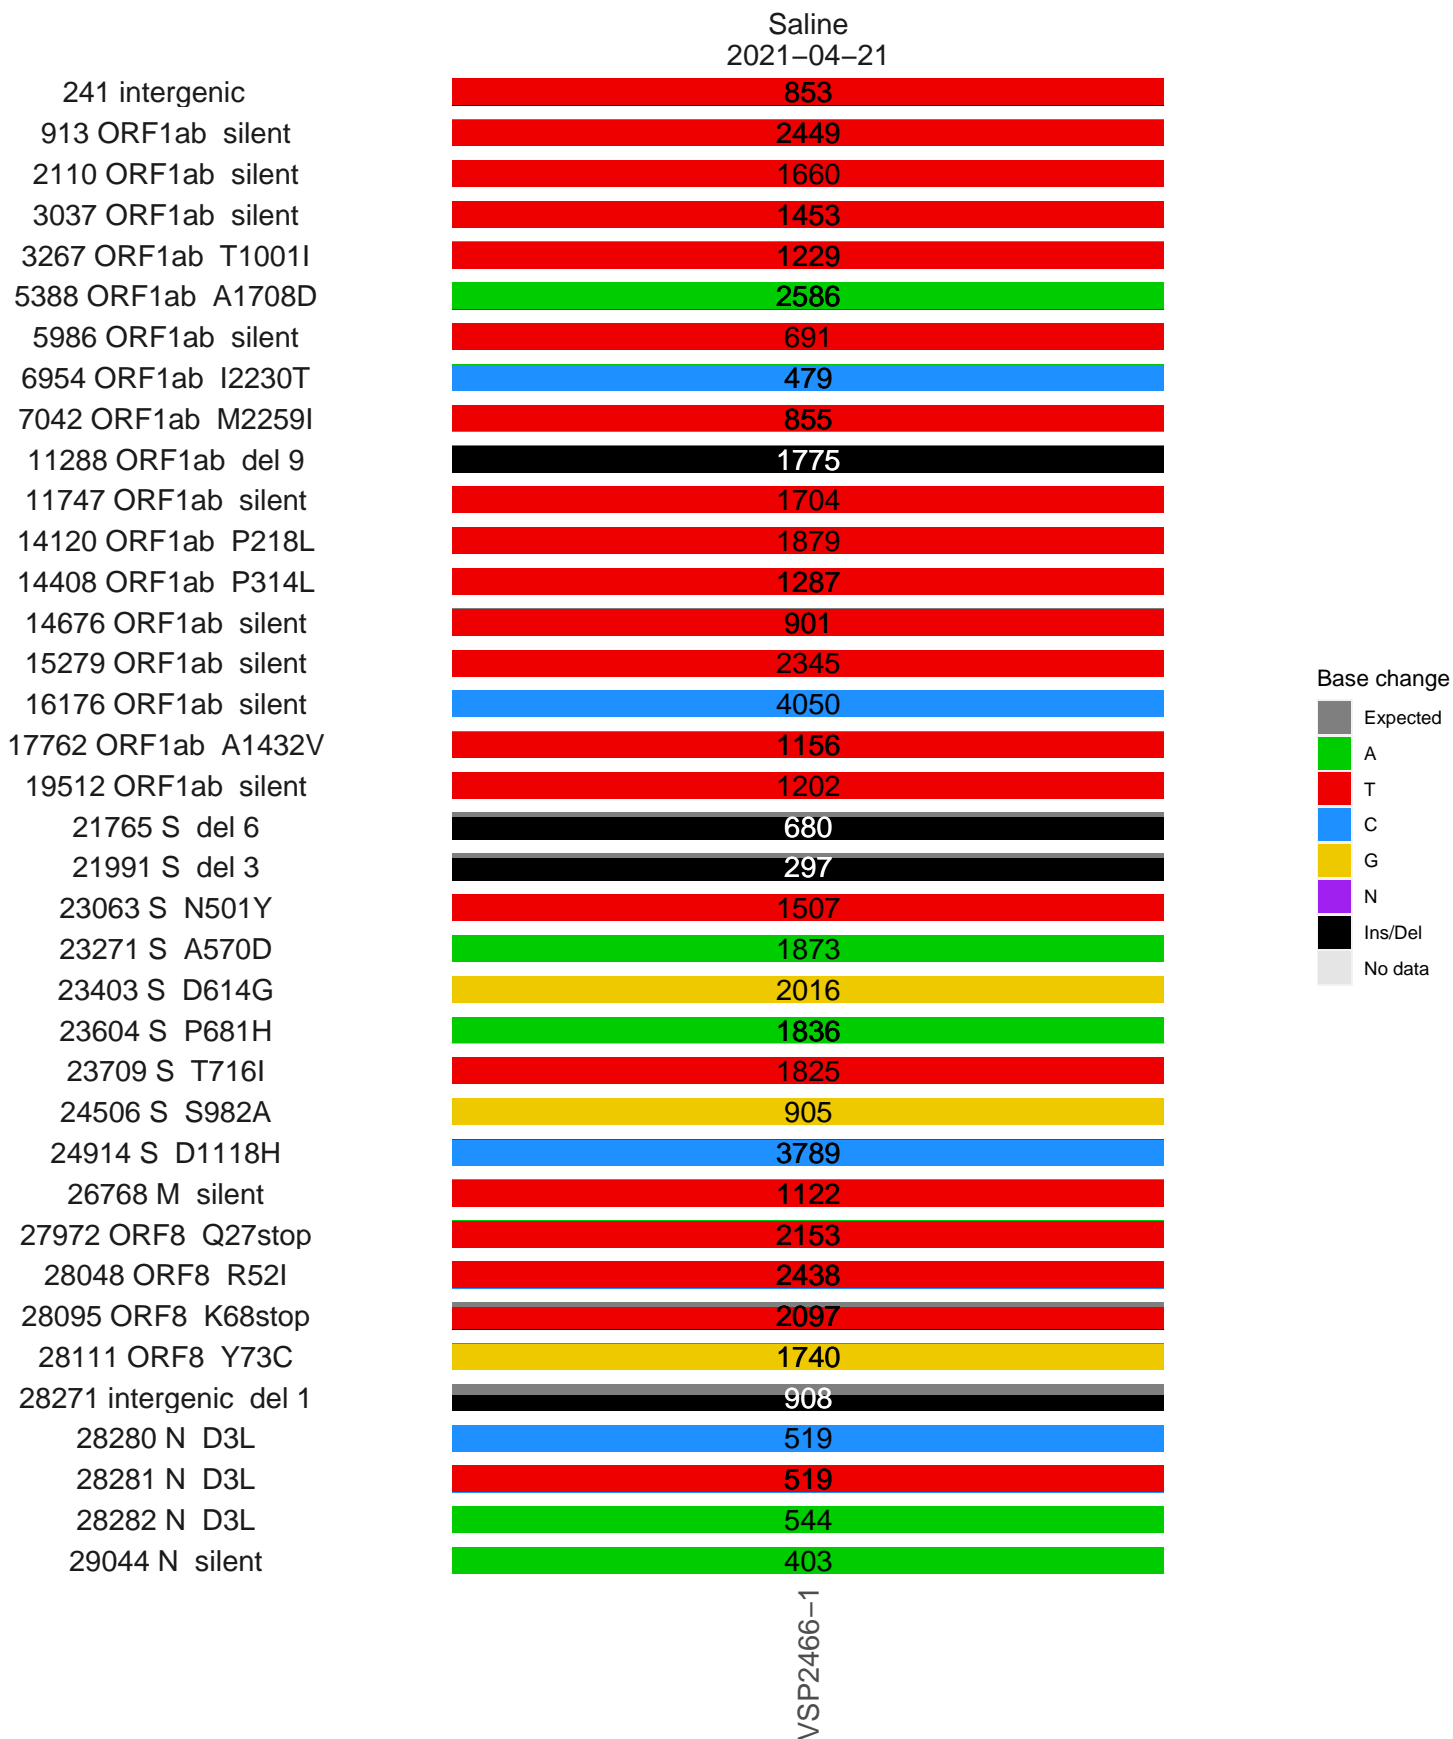 Saline
2021−04−21
241 intergenic 853
913 ORF1ab silent 2449
2110 ORF1ab silent 1660
3037 ORF1ab silent 1453
3267 ORF1ab T1001I 1229
5388 ORF1ab A1708D 2586
5986 ORF1ab silent 691
6954 ORF1ab I2230T 479
7042 ORF1ab M2259I 855
11288 ORF1ab del 9 1775
11747 ORF1ab silent 1704
14120 ORF1ab P218L 1879
14408 ORF1ab P314L 1287
14676 ORF1ab silent 901
15279 ORF1ab silent 2345
16176 ORF1ab silent 4050
17762 ORF1ab A1432V 1156
19512 ORF1ab silent 1202
21765 S del 6 680
21991 S del 3 297
23063 S N501Y 1507
23271 S A570D 1873
23403 S D614G 2016
23604 S P681H 1836
23709 S T716I 1825
24506 S S982A 905
24914 S D1118H 3789
26768 M silent 1122
27972 ORF8 Q27stop 2153
28048 ORF8 R52I 2438
28095 ORF8 K68stop 2097
28111 ORF8 Y73C 1740
28271 intergenic del 1 908
28280 N D3L 519
28281 N D3L 519
28282 N D3L 544
29044 N silent 403
VSP2466−1
Base change
Expected
A
T
C
G
N
Ins/Del
No data